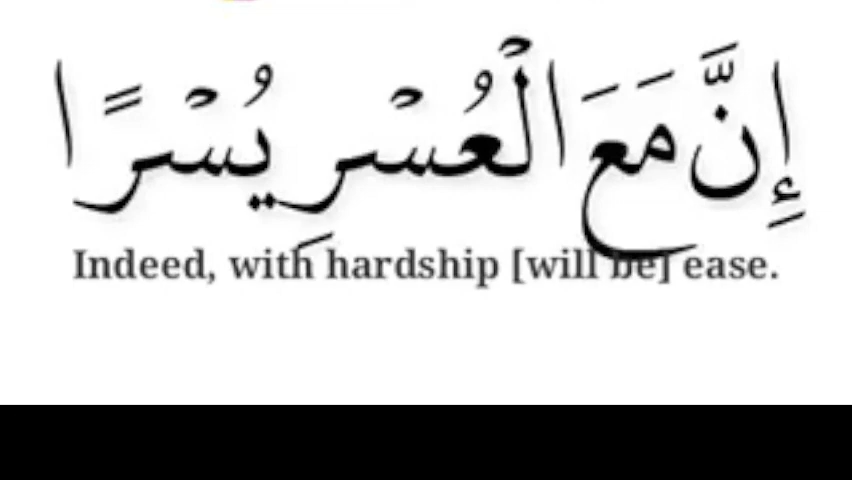 إِنَّ مَعَ الْعُسْرِ يُسْرًا
Indeed, with hardship [will be] ease.